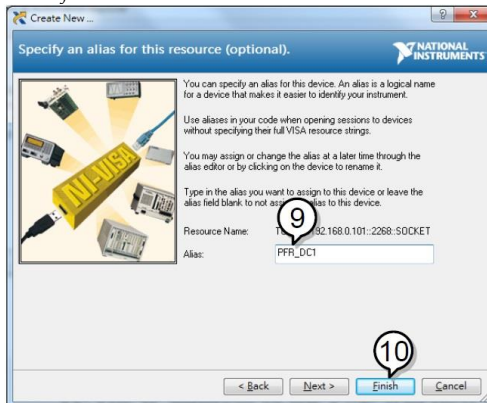 Create New ...
Specify an alias for this resource (optional).
NATIONAL
INSTRUMENTS
You can specify an alias for this device. An alias is a logical name
for a device that makes it easier to identify your instrument.
Use aliases in your code when opening sessions to devices
without specifying their full VISA resource strings.
You may assign or change the alias at a later time through the
alias editor or by clicking on the device to rename it.
Type in the alias you want to assign to this device or leave the
alias field blank to not alias to this device.
9
Resource Name: 192.168.0.101::2268::SOCKET
Alias: PFR_DC1
NI-VISA
10
< Back Next > Finish Cancel